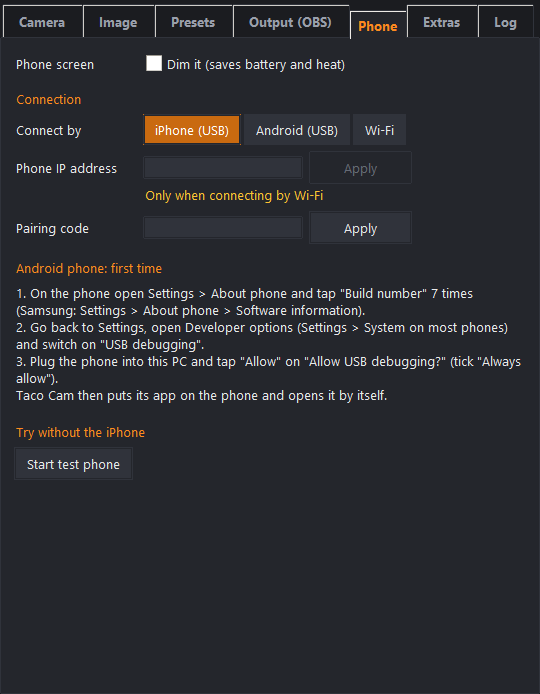 Camera Image Presets Output (OBS) Phone Extras Log
Phone screen Dim it (saves battery and heat)
Connection
Connect by iPhone (USB) Android (USB) Wi-Fi
Phone IP address Apply
Only when connecting by Wi-Fi
Pairing code Apply
Android phone: first time
1. On the phone open Settings > About phone and tap "Build number" 7 times
(Samsung: Settings > About phone > Software information).
2. Go back to Settings, open Developer options (Settings > System on most phones)
and switch on "USB debugging".
3. Plug the phone into this PC and tap "Allow" on "Allow USB debugging?" (tick "Always
allow").
Taco Cam then puts its app on the phone and opens it by itself.
Try without the iPhone
Start test phone